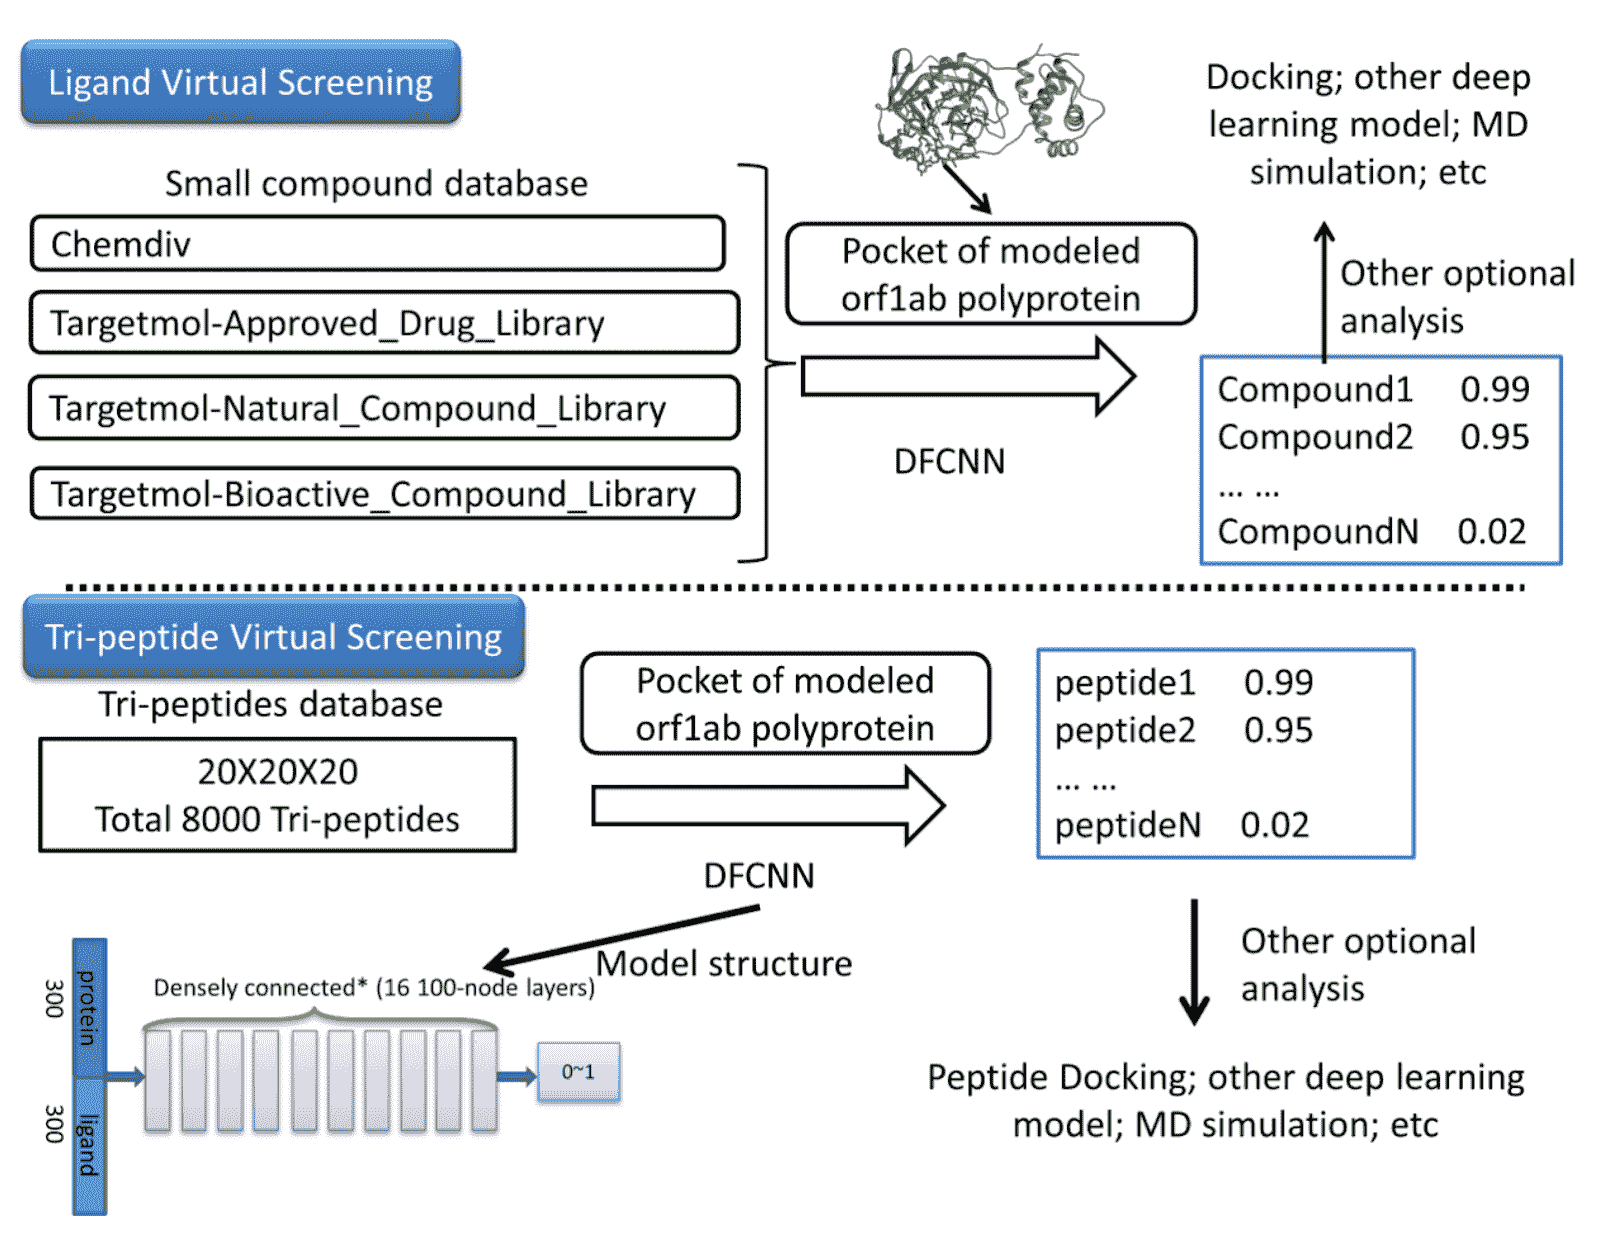 Ligand Virtual Screening
Small compound database
Chemdiv
Targetmol-Approved_Drug_Library
Targetmol-Natural_Compound_Library
Targetmol-Bioactive_Compound_Library
Pocket of modeled
orf1ab polyprotein
DFCNN
Docking; other deep
learning model; MD
simulation; etc
Other optional
analysis
Compound1 0.99
Compound2 0.95
... ...
CompoundN 0.02
Tri-peptide Virtual Screening
Tri-peptides database
20X20X20
Total 8000 Tri-peptides
Pocket of modeled
orf1ab polyprotein
DFCNN
peptide1 0.99
peptide2 0.95
... ...
peptideN 0.02
Other optional
analysis
Peptide Docking; other deep learning
model; MD simulation; etc
Model structure
Densely connected* (16 100-node layers)
300
protein
300
ligand
0~1